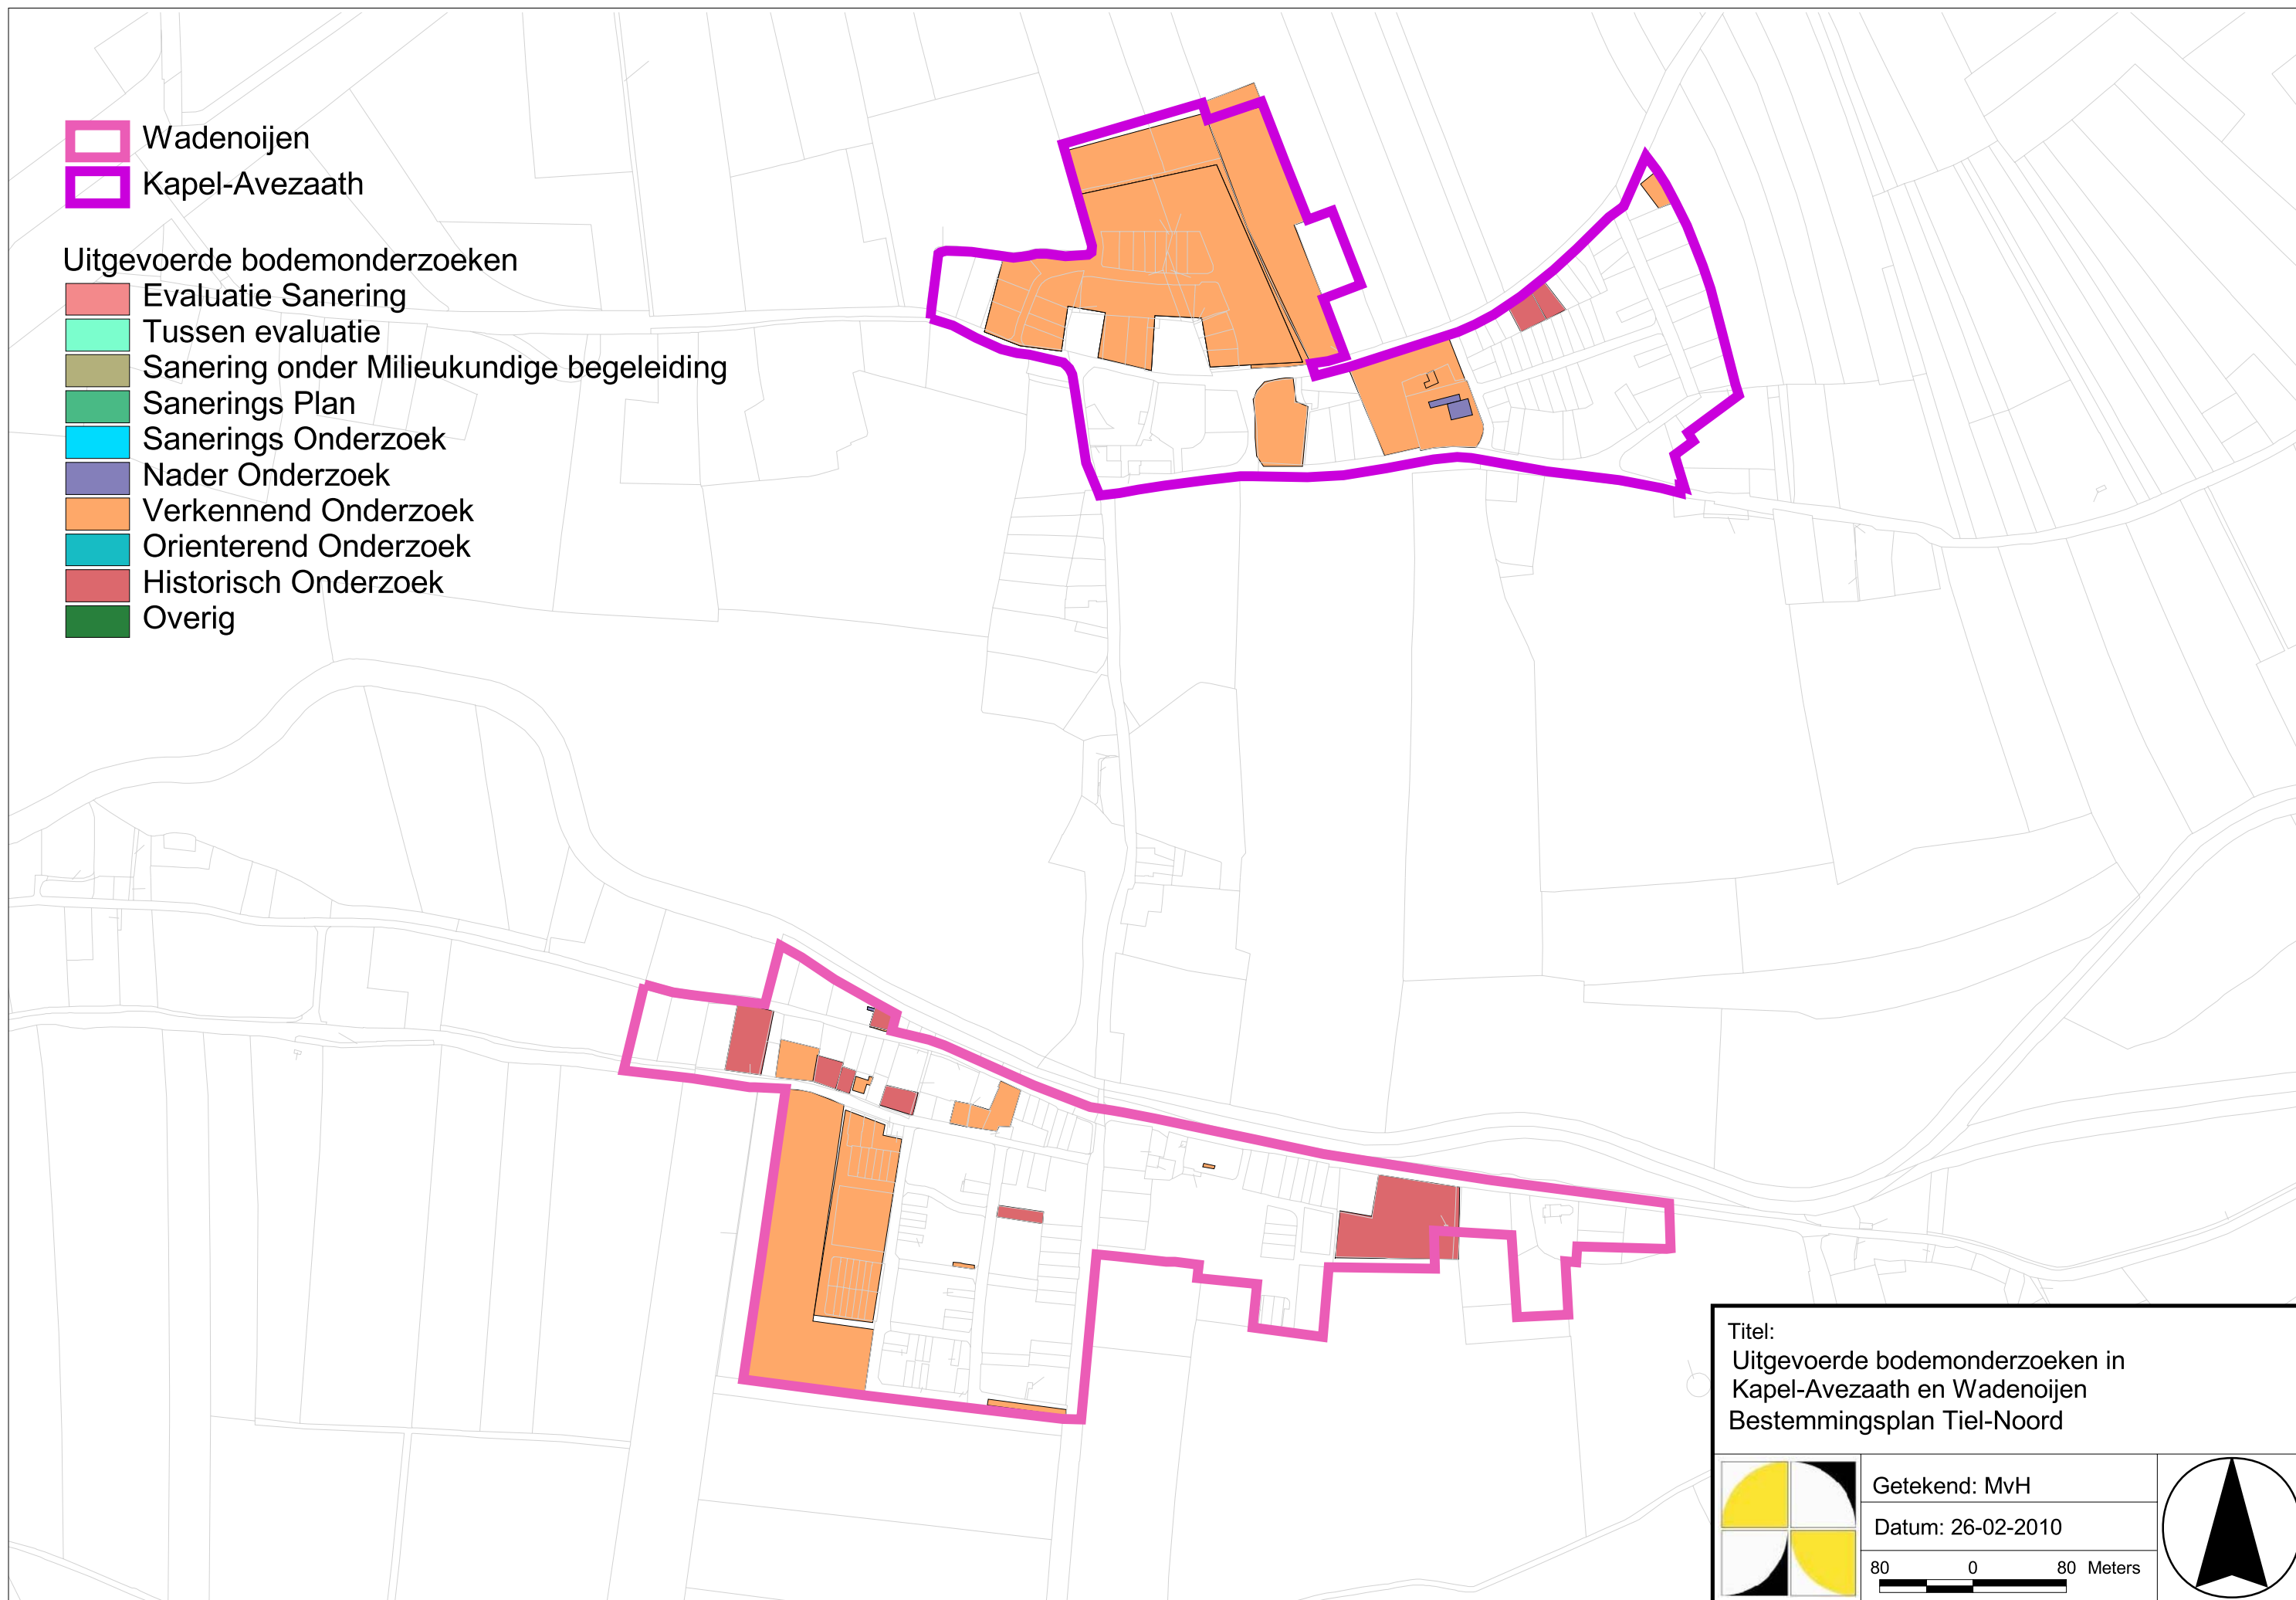 Wadenoijen
Kapel-Avezaath
Uitgevoerde bodemonderzoeken
Evaluatie Sanering
Tussen evaluatie
Sanering onder Milieukundige begeleiding
Sanerings Plan
Sanerings Onderzoek
Nader Onderzoek
Verkennend Onderzoek
Orienterend Onderzoek
Historisch Onderzoek
Overig
Titel:
Uitgevoerde bodemonderzoeken in
Kapel-Avezaath en Wadenoijen
Bestemmingsplan Tiel-Noord
Getekend: MvH
Datum: 26-02-2010
80 0 80 Meters